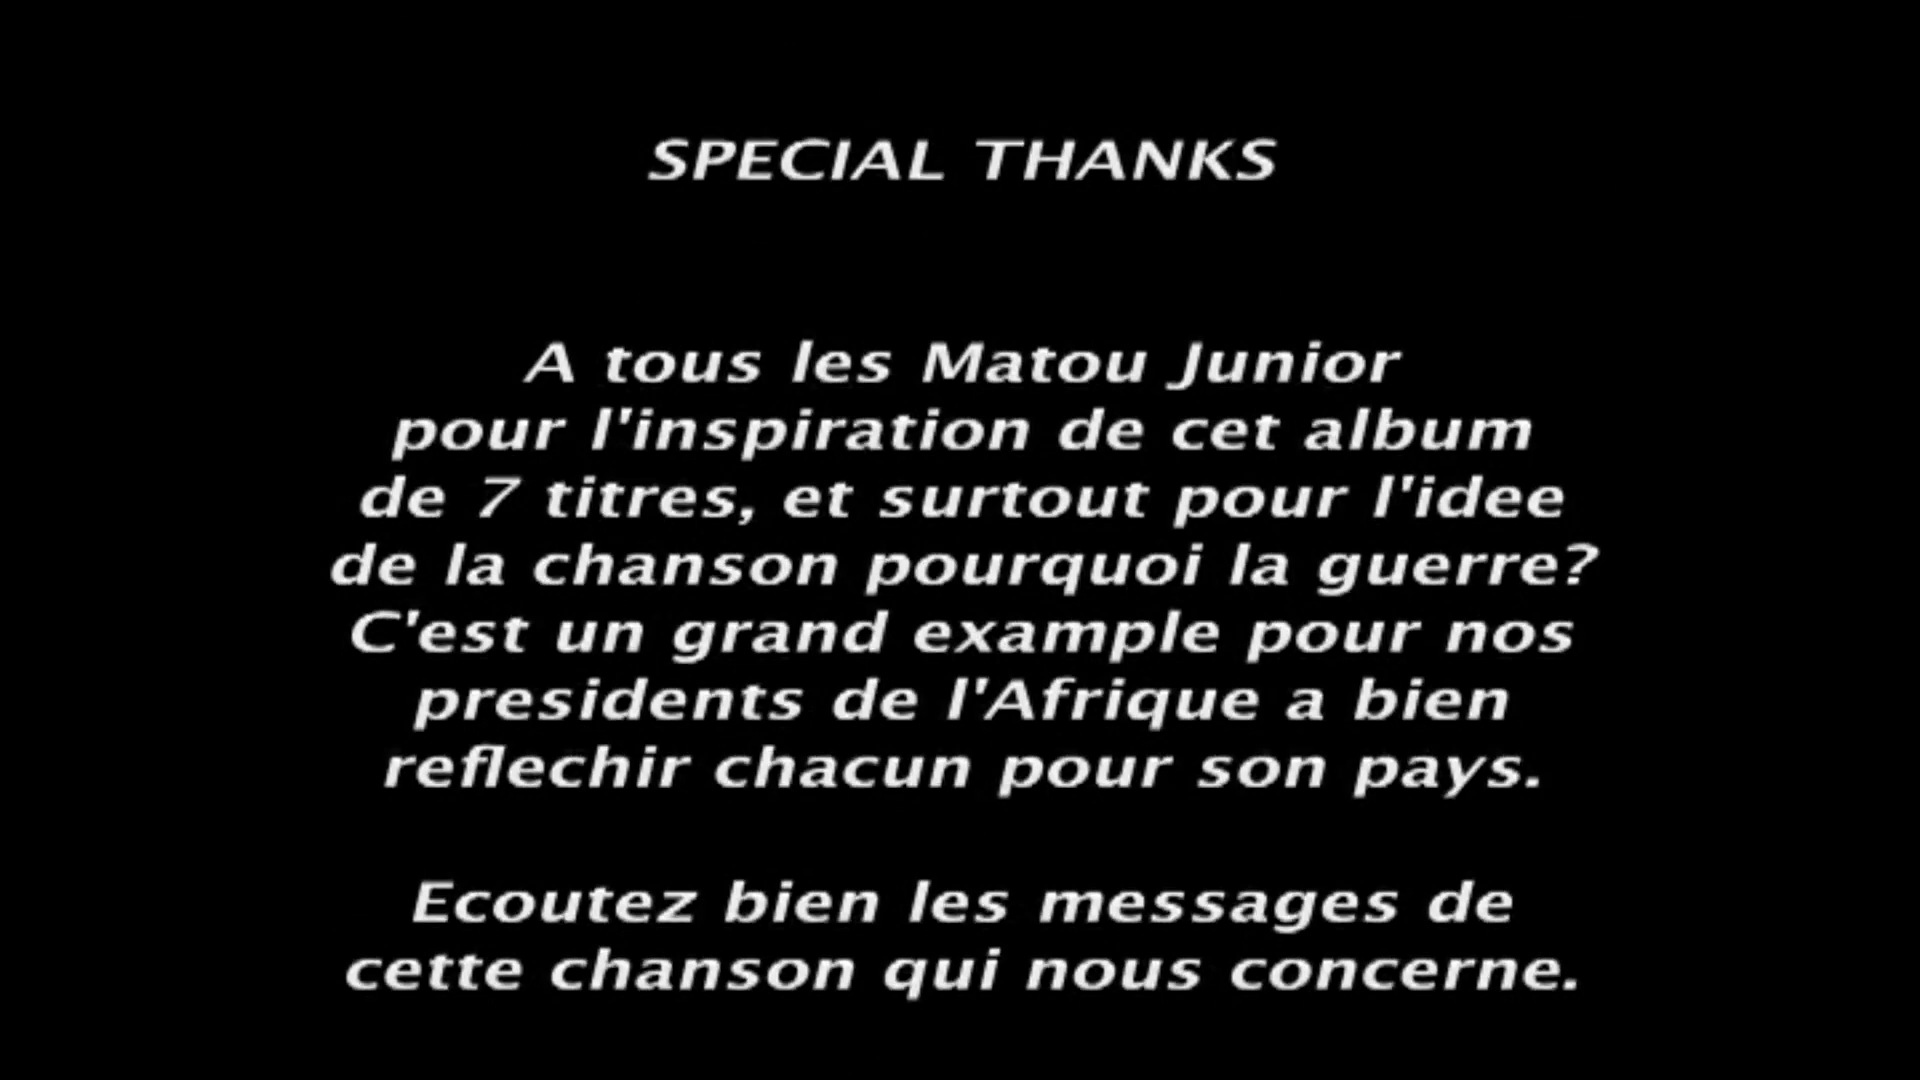 SPECIAL THANKS
A tous les Matou Junior
pour l'inspiration de cet album
de 7 titres, et surtout pour l'idee
de la chanson pourquoi la guerre?
C'est un grand example pour nos
presidents de l'Afrique a bien
reflechir chacun pour son pays.
Ecoutez bien les messages de
cette chanson qui nous concerne.